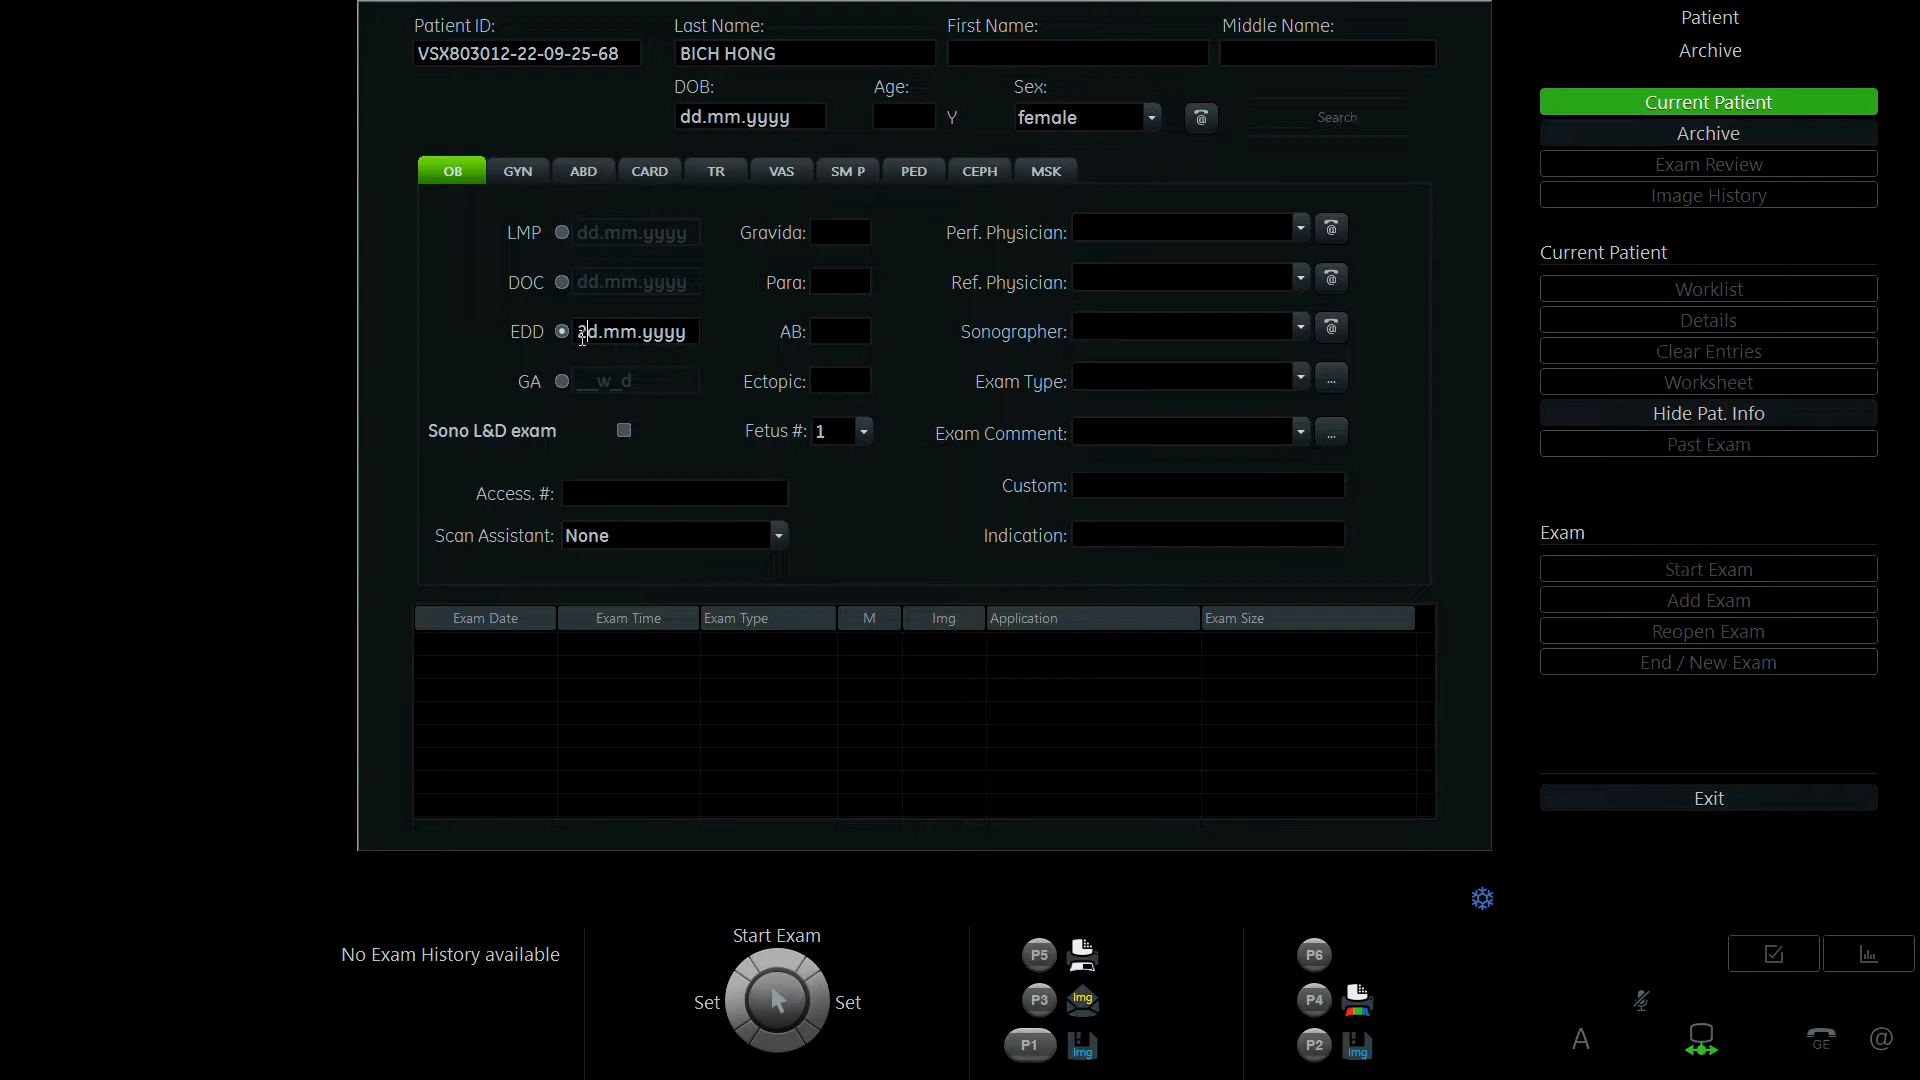 Patient ID: Last Name: First Name: Middle Name:
VSX803012-22-09-25-68 BICH HONG
DOB: Age: Sex:
dd.mm.yyyy Y female @ Search
OB GYN ABD CARD TR VAS SM P PED CEPH MSK
LMP dd.mm.yyyy Gravida: Perf. Physician: @
DOC dd.mm.yyyy Para: Ref. Physician: @
EDD d.mm.yyyy AB: Sonographer: @
GA __w_d Ectopic: Exam Type: ...
Sono L&D exam Fetus #: 1 Exam Comment: ...
Access. #: Custom:
Scan Assistant: None Indication:
Exam Date Exam Time Exam Type M Img Application Exam Size
Patient
Archive
Current Patient
Archive
Exam Review
Image History
Current Patient
Worklist
Details
Clear Entries
Worksheet
Hide Pat. Info
Past Exam
Exam
Start Exam
Add Exam
Reopen Exam
End / New Exam
Exit
No Exam History available
Start Exam
Set Set
P5 P6
P3 Img P4
P1 Img P2 Img
A GE @